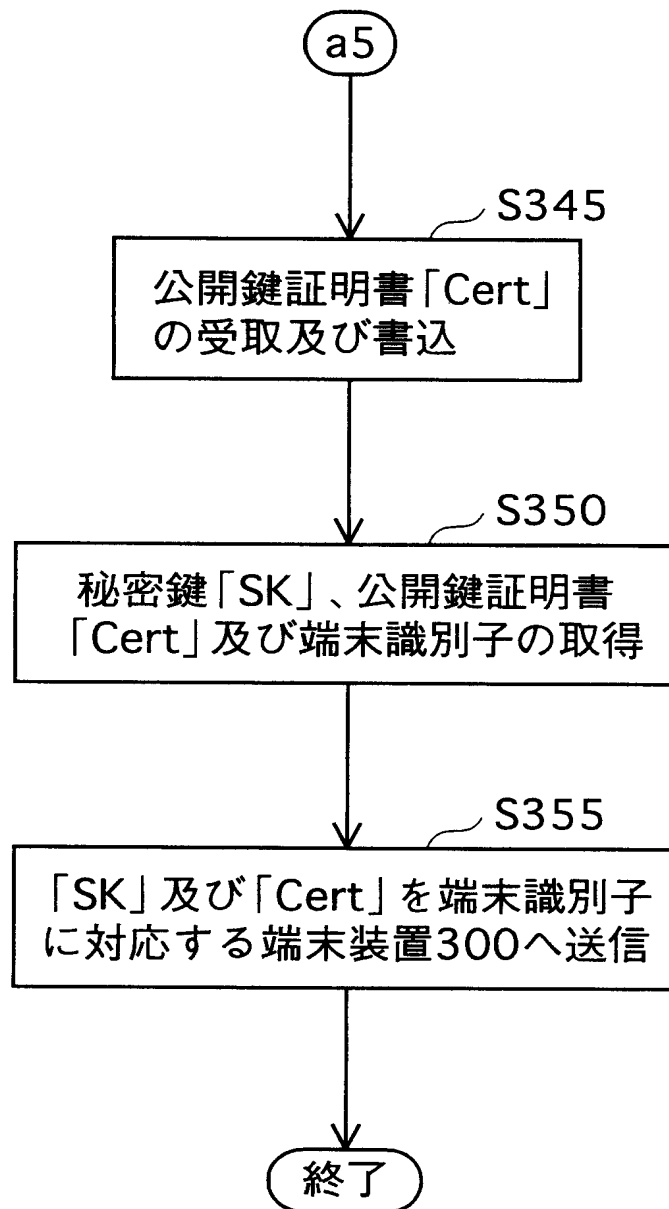 a5
S345
公開鍵証明書「Cert」
の受取及び書込
S350
秘密鍵「SK」、公開鍵証明書
「Cert」及び端末識別子の取得
S355
「SK」及び「Cert」を端末識別子
に対応する端末装置300へ送信
終了